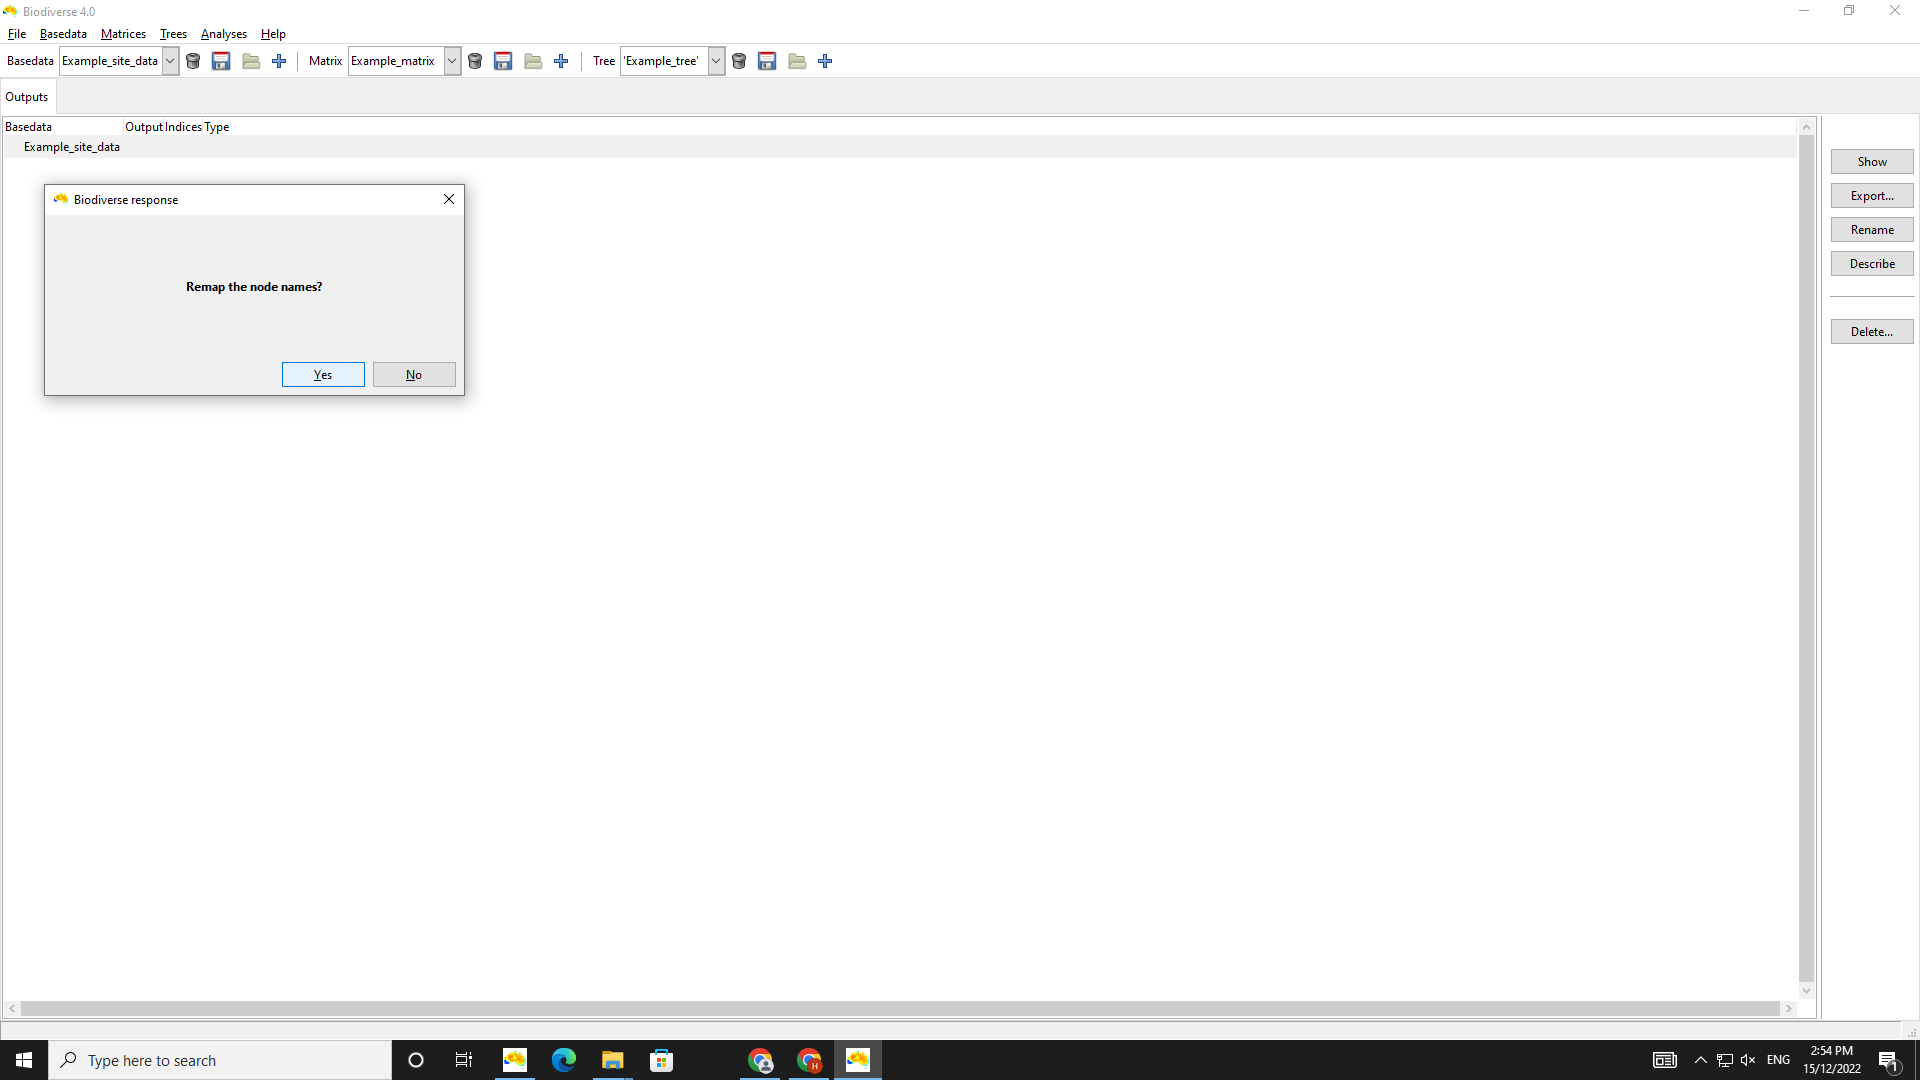 Biodiverse 4.0
File Basedata Matrices Trees Analyses Help
Basedata Example_site_data Matrix Example_matrix Tree 'Example_tree'
Outputs
Basedata Output Indices Type
Example_site_data
Show
Export...
Rename
Describe
Delete...
Biodiverse response
Remap the node names?
Yes No
Type here to search
H
ENG
2:54 PM
15/12/2022
1